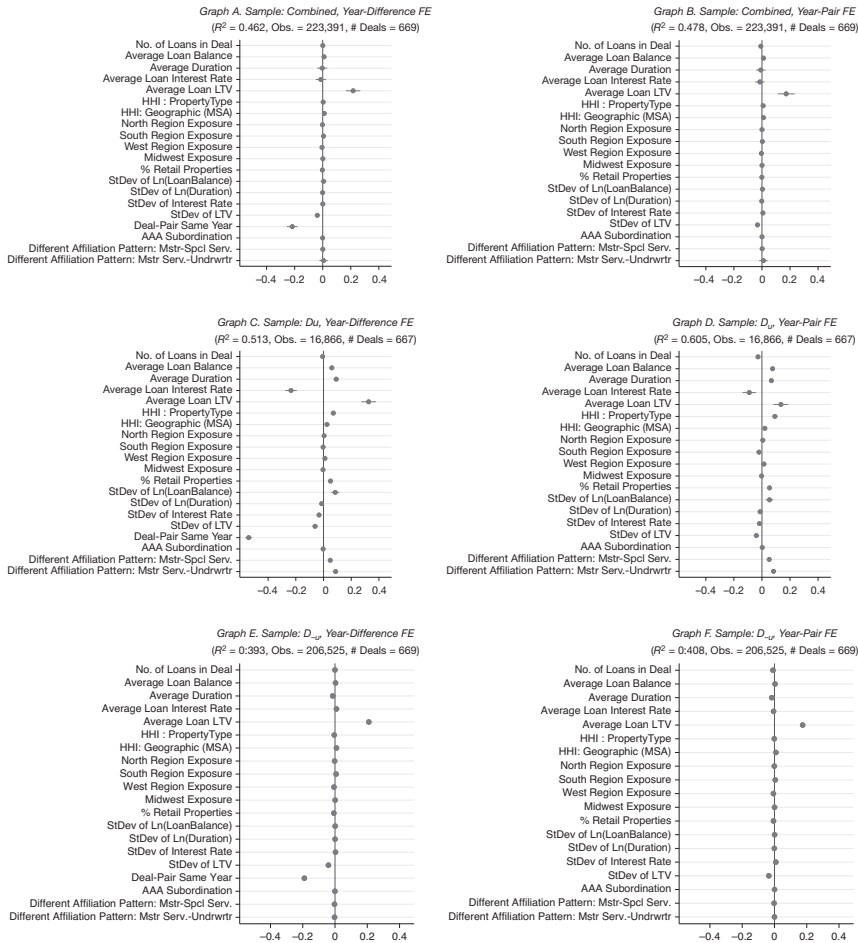 Graph A. Sample: Combined, Year-Difference FE
(R² = 0.462, Obs. = 223,391, # Deals = 669)
No. of Loans in Deal
Average Loan Balance
Average Duration
Average Loan Interest Rate
Average Loan LTV
HHI : PropertyType
HHI: Geographic (MSA)
North Region Exposure
South Region Exposure
West Region Exposure
Midwest Exposure
% Retail Properties
StDev of Ln(LoanBalance)
StDev of Ln(Duration)
StDev of Interest Rate
StDev of LTV
Deal-Pair Same Year
AAA Subordination
Different Affiliation Pattern: Mstr-Spcl Serv.
Different Affiliation Pattern: Mstr Serv.-Undrwrtr
−0.4 −0.2 0 0.2 0.4
Graph B. Sample: Combined, Year-Pair FE
(R² = 0.478, Obs. = 223,391, # Deals = 669)
No. of Loans in Deal
Average Loan Balance
Average Duration
Average Loan Interest Rate
Average Loan LTV
HHI : PropertyType
HHI: Geographic (MSA)
North Region Exposure
South Region Exposure
West Region Exposure
Midwest Exposure
% Retail Properties
StDev of Ln(LoanBalance)
StDev of Ln(Duration)
StDev of Interest Rate
StDev of LTV
AAA Subordination
Different Affiliation Pattern: Mstr-Spcl Serv.
Different Affiliation Pattern: Mstr Serv.-Undrwrtr
−0.4 −0.2 0 0.2 0.4
Graph C. Sample: Du, Year-Difference FE
(R² = 0.513, Obs. = 16,866, # Deals = 667)
No. of Loans in Deal
Average Loan Balance
Average Duration
Average Loan Interest Rate
Average Loan LTV
HHI : PropertyType
HHI: Geographic (MSA)
North Region Exposure
South Region Exposure
West Region Exposure
Midwest Exposure
% Retail Properties
StDev of Ln(LoanBalance)
StDev of Ln(Duration)
StDev of Interest Rate
StDev of LTV
Deal-Pair Same Year
AAA Subordination
Different Affiliation Pattern: Mstr-Spcl Serv.
Different Affiliation Pattern: Mstr Serv.-Undrwrtr
−0.4 −0.2 0 0.2 0.4
Graph D. Sample: Dᵤ, Year-Pair FE
(R² = 0.605, Obs. = 16,866, # Deals = 667)
No. of Loans in Deal
Average Loan Balance
Average Duration
Average Loan Interest Rate
Average Loan LTV
HHI : PropertyType
HHI: Geographic (MSA)
North Region Exposure
South Region Exposure
West Region Exposure
Midwest Exposure
% Retail Properties
StDev of Ln(LoanBalance)
StDev of Ln(Duration)
StDev of Interest Rate
StDev of LTV
AAA Subordination
Different Affiliation Pattern: Mstr-Spcl Serv.
Different Affiliation Pattern: Mstr Serv.-Undrwrtr
−0.4 −0.2 0 0.2 0.4
Graph E. Sample: D₋ᵤ, Year-Difference FE
(R² = 0:393, Obs. = 206,525, # Deals = 669)
No. of Loans in Deal
Average Loan Balance
Average Duration
Average Loan Interest Rate
Average Loan LTV
HHI : PropertyType
HHI: Geographic (MSA)
North Region Exposure
South Region Exposure
West Region Exposure
Midwest Exposure
% Retail Properties
StDev of Ln(LoanBalance)
StDev of Ln(Duration)
StDev of Interest Rate
StDev of LTV
Deal-Pair Same Year
AAA Subordination
Different Affiliation Pattern: Mstr-Spcl Serv.
Different Affiliation Pattern: Mstr Serv.-Undrwrtr
−0.4 −0.2 0 0.2 0.4
Graph F. Sample: D₋ᵤ, Year-Pair FE
(R² = 0:408, Obs. = 206,525, # Deals = 669)
No. of Loans in Deal
Average Loan Balance
Average Duration
Average Loan Interest Rate
Average Loan LTV
HHI : PropertyType
HHI: Geographic (MSA)
North Region Exposure
South Region Exposure
West Region Exposure
Midwest Exposure
% Retail Properties
StDev of Ln(LoanBalance)
StDev of Ln(Duration)
StDev of Interest Rate
StDev of LTV
AAA Subordination
Different Affiliation Pattern: Mstr-Spcl Serv.
Different Affiliation Pattern: Mstr Serv.-Undrwrtr
−0.4 −0.2 0 0.2 0.4